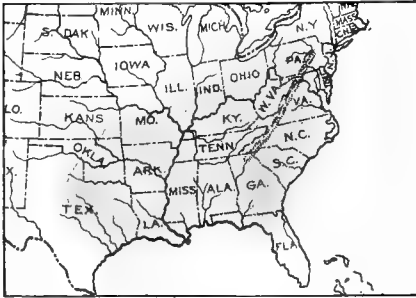 MINN.
WIS.
MICH.
N.Y
MASS
S. DAK
IOWA
PA.
NEB
ILL.
IND.
OHIO
W.VA.
VA.
KANS
MO.
KY.
N.C.
TENN
OKLA
ARK.
S.C.
MISS
ALA.
GA.
TEX.
LA.
FLA.